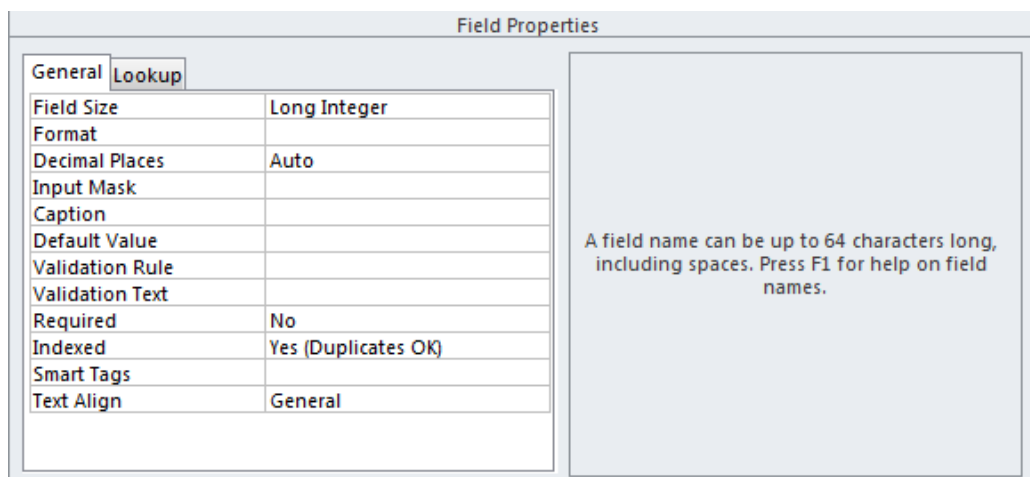 Field Properties
General Lookup
Field Size Long Integer
Format
Decimal Places Auto
Input Mask
Caption
Default Value
Validation Rule
Validation Text
Required No
Indexed Yes (Duplicates OK)
Smart Tags
Text Align General
A field name can be up to 64 characters long,
including spaces. Press F1 for help on field
names.